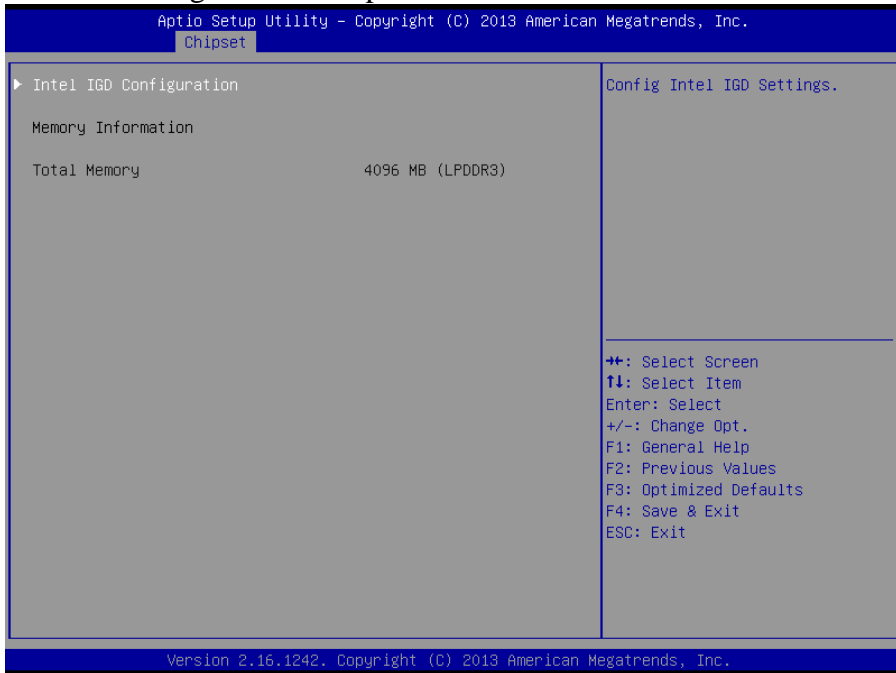 Aptio Setup Utility – Copyright (C) 2013 American Megatrends, Inc.
Chipset
▶ Intel IGD Configuration
Memory Information
Total Memory 4096 MB (LPDDR3)
Config Intel IGD Settings.
→←: Select Screen
↑↓: Select Item
Enter: Select
+/-: Change Opt.
F1: General Help
F2: Previous Values
F3: Optimized Defaults
F4: Save & Exit
ESC: Exit
Version 2.16.1242. Copyright (C) 2013 American Megatrends, Inc.